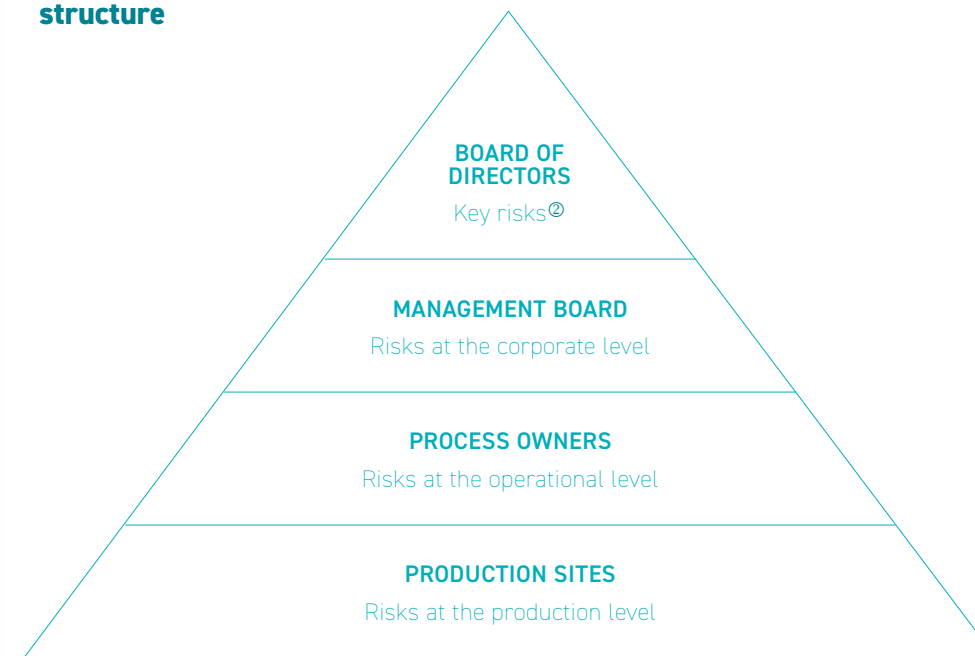 structure
BOARD OF
DIRECTORS
Key risks②
MANAGEMENT BOARD
Risks at the corporate level
PROCESS OWNERS
Risks at the operational level
PRODUCTION SITES
Risks at the production level